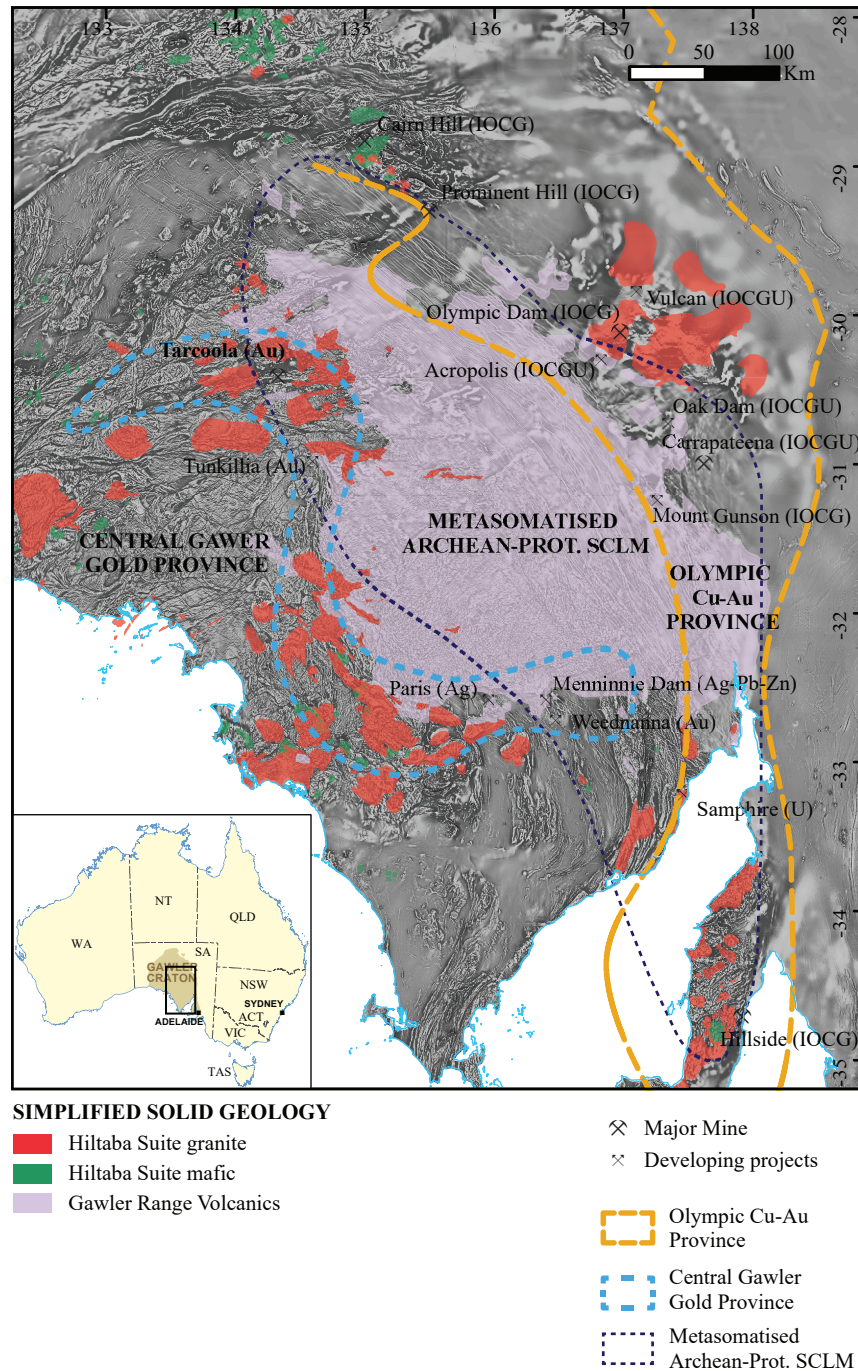 133
134
135
136
137
138
-28
0
50
100
Km
Cairn Hill (IOCG)
-29
Prominent Hill (IOCG)
Vulcan (IOCGU)
Olympic Dam (IOCG)
-30
Tarcoola (Au)
Acropolis (IOCGU)
Oak Dam (IOCGU)
Carrapateena (IOCGU)
Tunkillia (Au)
-31
Mount Gunson (IOCG)
METASOMATISED
ARCHEAN-PROT. SCLM
CENTRAL GAWER
GOLD PROVINCE
OLYMPIC
Cu-Au
PROVINCE
-32
Paris (Ag)
Menninnie Dam (Ag-Pb-Zn)
Weednanna (Au)
-33
Samphire (U)
-34
Hillside (IOCG)
-35
NT
QLD
WA
SA
GAWLER
CRATON
NSW
SYDNEY
ADELAIDE
ACT
VIC
TAS
SIMPLIFIED SOLID GEOLOGY
Hiltaba Suite granite
Hiltaba Suite mafic
Gawler Range Volcanics
Major Mine
Developing projects
Olympic Cu-Au
Province
Central Gawler
Gold Province
Metasomatised
Archean-Prot. SCLM